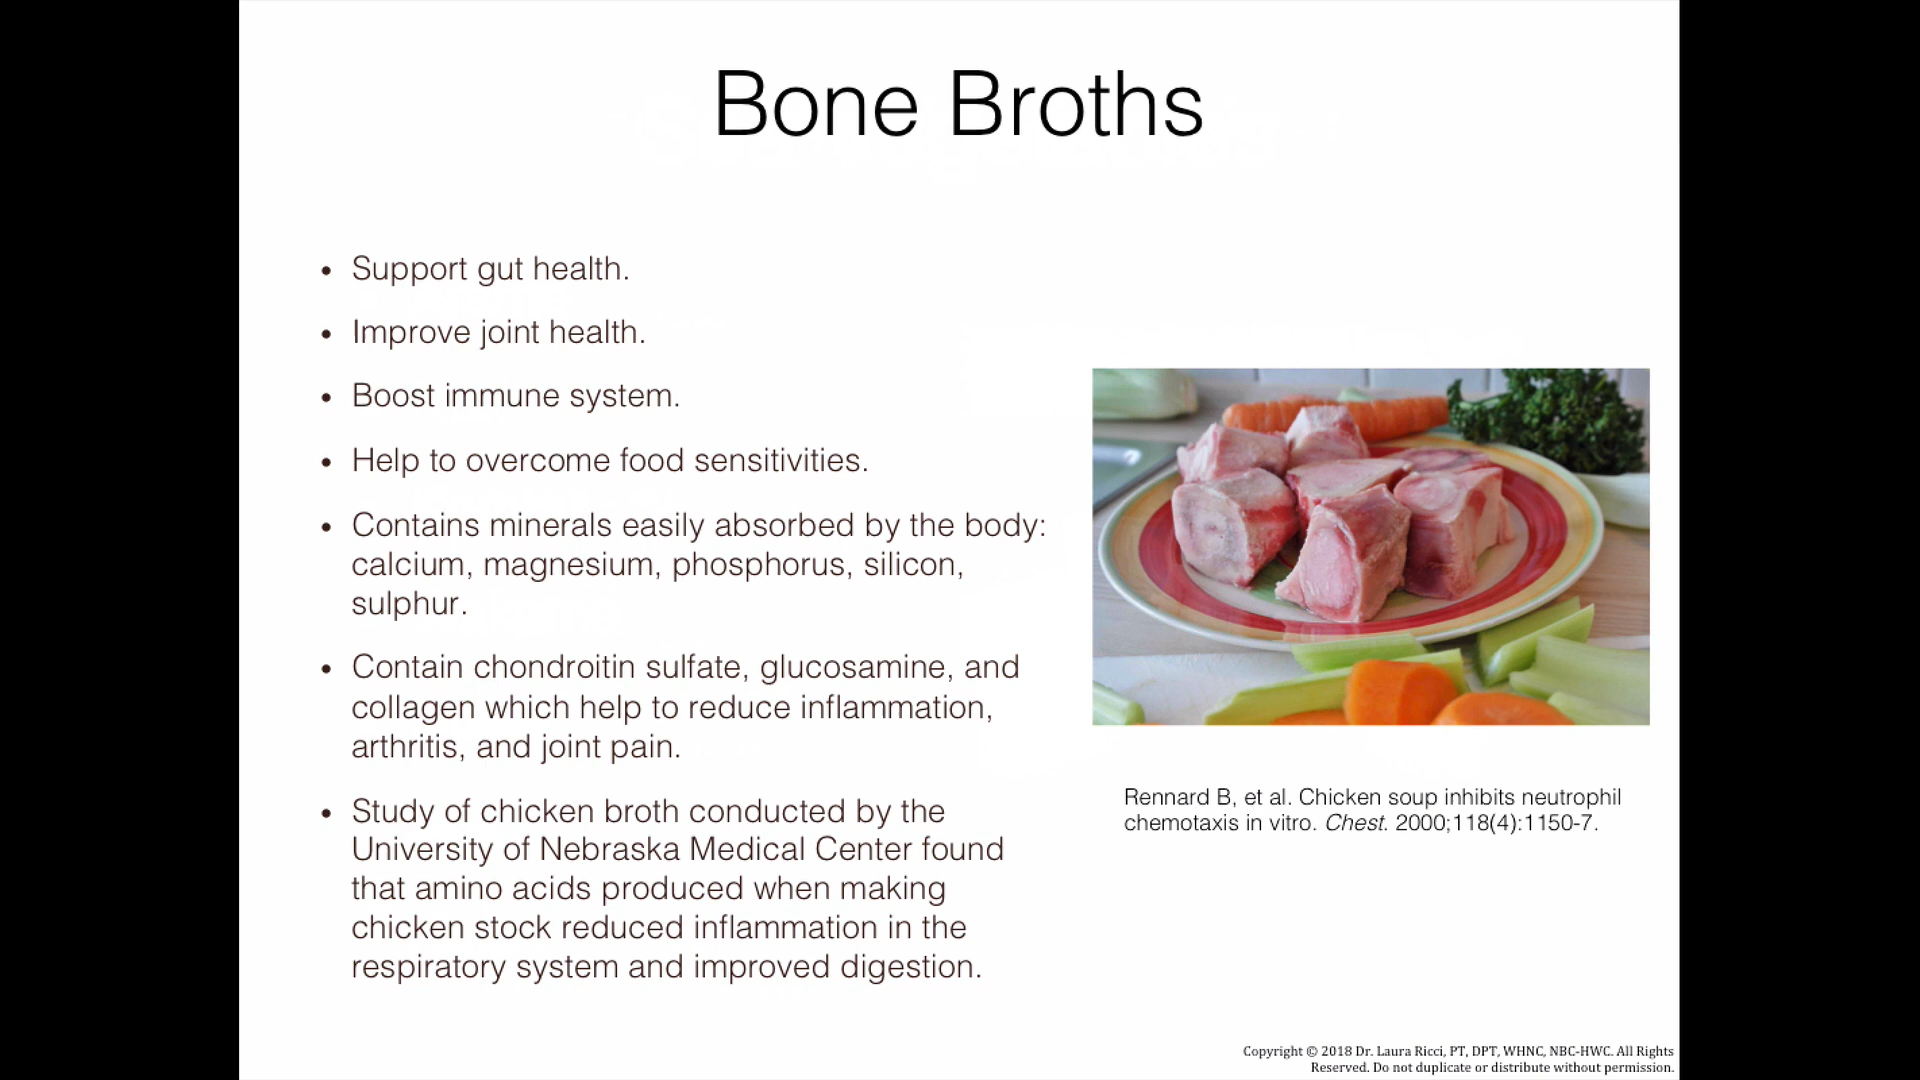 Bone Broths
• Support gut health.
• Improve joint health.
• Boost immune system.
• Help to overcome food sensitivities.
• Contains minerals easily absorbed by the body:
calcium, magnesium, phosphorus, silicon,
sulphur.
• Contain chondroitin sulfate, glucosamine, and
collagen which help to reduce inflammation,
arthritis, and joint pain.
• Study of chicken broth conducted by the
University of Nebraska Medical Center found
that amino acids produced when making
chicken stock reduced inflammation in the
respiratory system and improved digestion.
Rennard B, et al. Chicken soup inhibits neutrophil
chemotaxis in vitro. Chest. 2000;118(4):1150-7.
Copyright © 2018 Dr. Laura Ricci, PT, DPT, WHNC, NBC-HWC. All Rights
Reserved. Do not duplicate or distribute without permission.